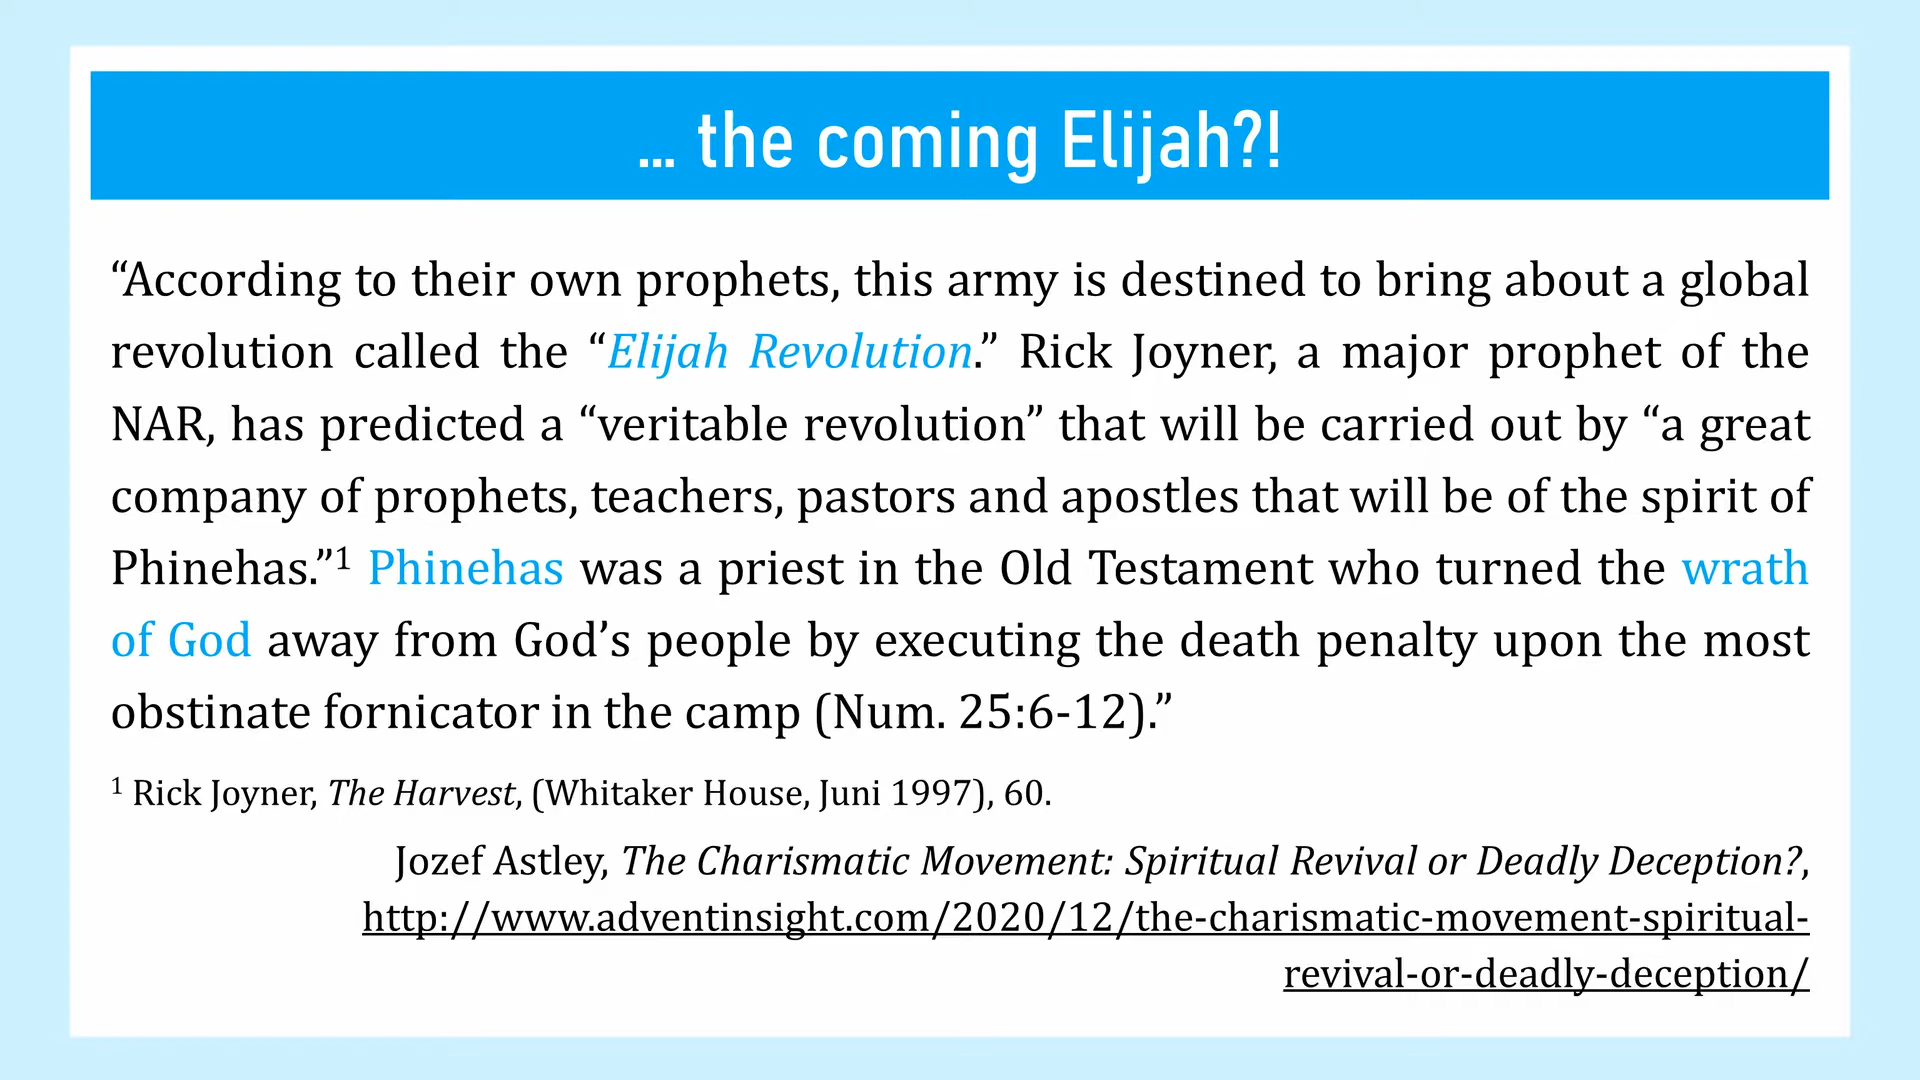 … the coming Elijah?!
“According to their own prophets, this army is destined to bring about a global
revolution called the “Elijah Revolution.” Rick Joyner, a major prophet of the
NAR, has predicted a “veritable revolution” that will be carried out by “a great
company of prophets, teachers, pastors and apostles that will be of the spirit of
Phinehas.”¹ Phinehas was a priest in the Old Testament who turned the wrath
of God away from God’s people by executing the death penalty upon the most
obstinate fornicator in the camp (Num. 25:6-12).”
¹ Rick Joyner, The Harvest, (Whitaker House, Juni 1997), 60.
Jozef Astley, The Charismatic Movement: Spiritual Revival or Deadly Deception?,
http://www.adventinsight.com/2020/12/the-charismatic-movement-spiritual-
revival-or-deadly-deception/